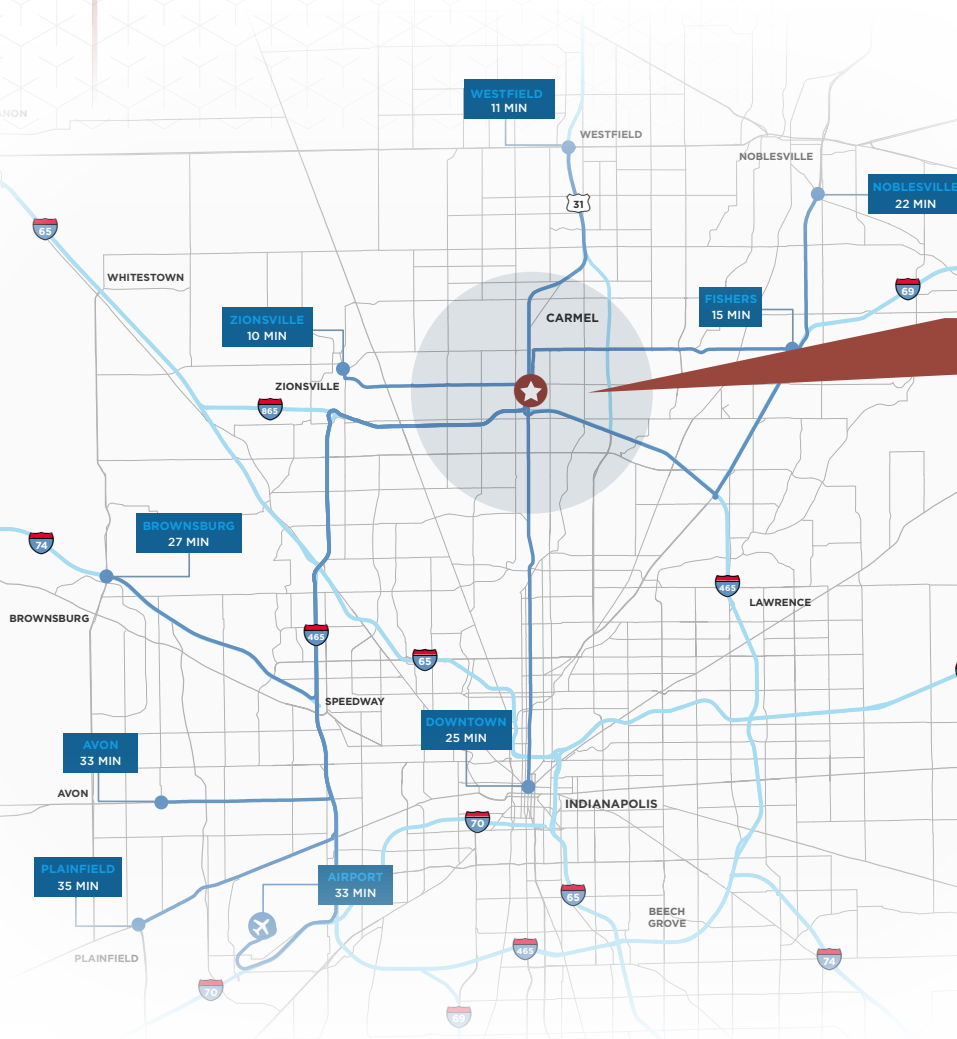 WESTFIELD
11 MIN
NON
WESTFIELD
NOBLESVILLE
NOBLESVILLE
22 MIN
31
65
WHITESTOWN
69
FISHERS
15 MIN
ZIONSVILLE
10 MIN
CARMEL
ZIONSVILLE
865
BROWNSBURG
27 MIN
74
465
LAWRENCE
BROWNSBURG
465
65
SPEEDWAY
DOWNTOWN
25 MIN
AVON
33 MIN
AVON
INDIANAPOLIS
70
PLAINFIELD
35 MIN
AIRPORT
33 MIN
65
BEECH
GROVE
465
PLAINFIELD
74
70
69